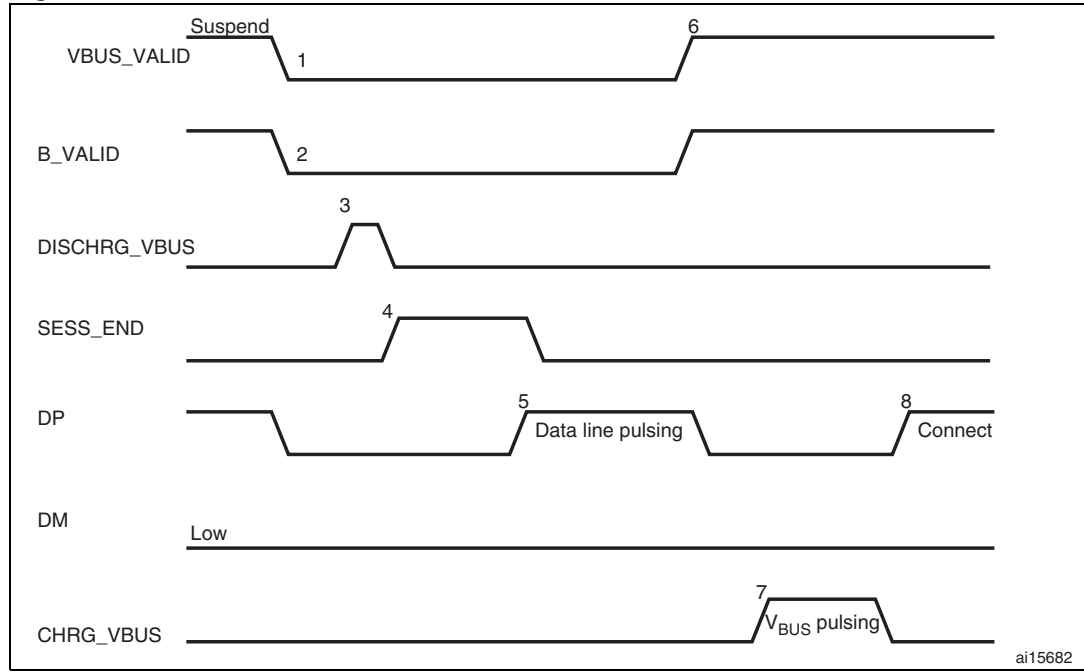 Suspend
6
VBUS_VALID
1
B_VALID
2
3
DISCHRG_VBUS
4
SESS_END
5
8
DP
Data line pulsing
Connect
DM
Low
7
VBUS pulsing
CHRG_VBUS
ai15682